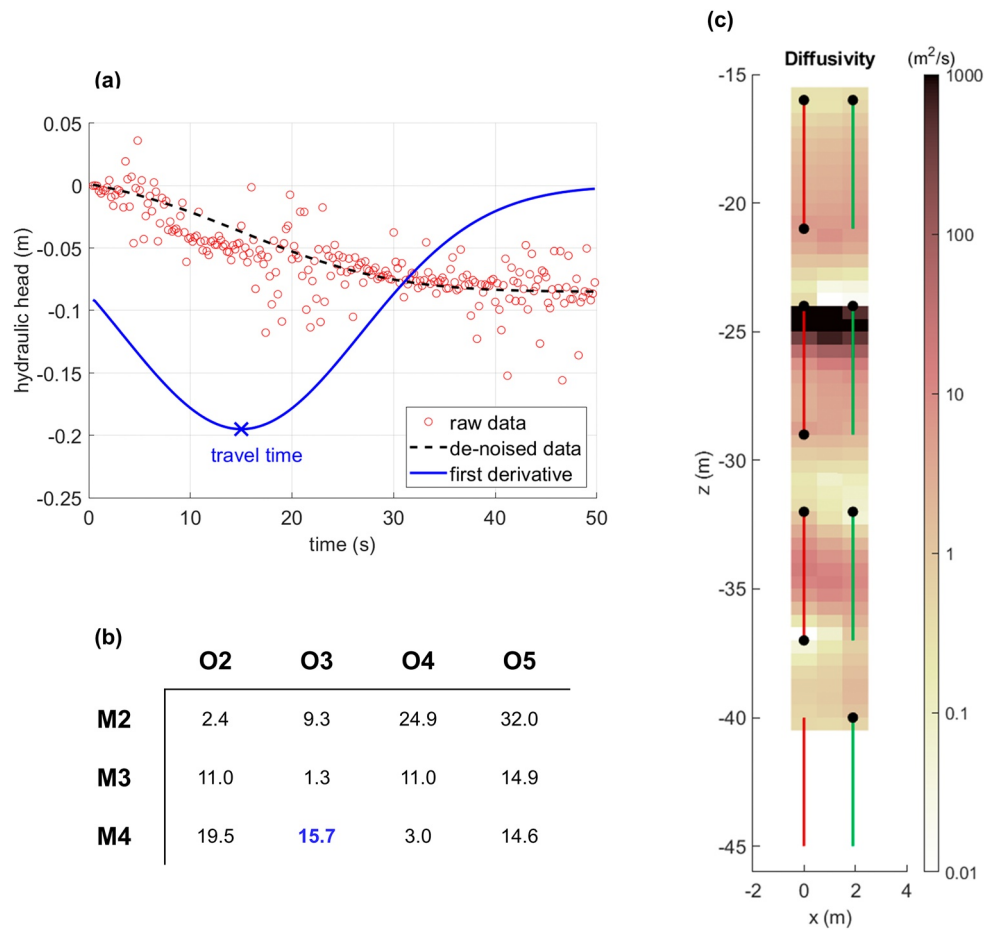 (a)
0.05
0
-0.05
-0.1
-0.15
-0.2
-0.25
hydraulic head (m)
0 10 20 30 40 50
time (s)
travel time
raw data
de-noised data
first derivative
(b)
O2 O3 O4 O5
M2 2.4 9.3 24.9 32.0
M3 11.0 1.3 11.0 14.9
M4 19.5 15.7 3.0 14.6
(c)
Diffusivity (m²/s)
-15
-20
-25
-30
-35
-40
-45
z (m)
-2 0 2 4
x (m)
1000
100
10
1
0.1
0.01